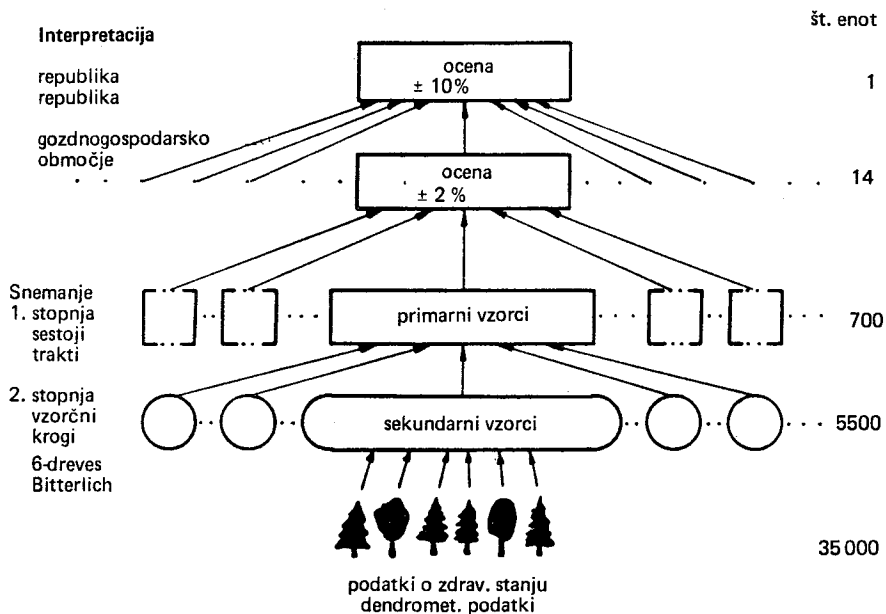 št. enot
Interpretacija
republika
republika
ocena
± 10%
1
gozdnogospodarsko
območje
ocena
± 2 %
14
Snemanje
1. stopnja
sestoji
trakti
primarni vzorci
700
2. stopnja
vzorčni
krogi
sekundarni vzorci
5500
6-dreves
Bitterlich
35 000
podatki o zdrav. stanju
dendromet. podatki